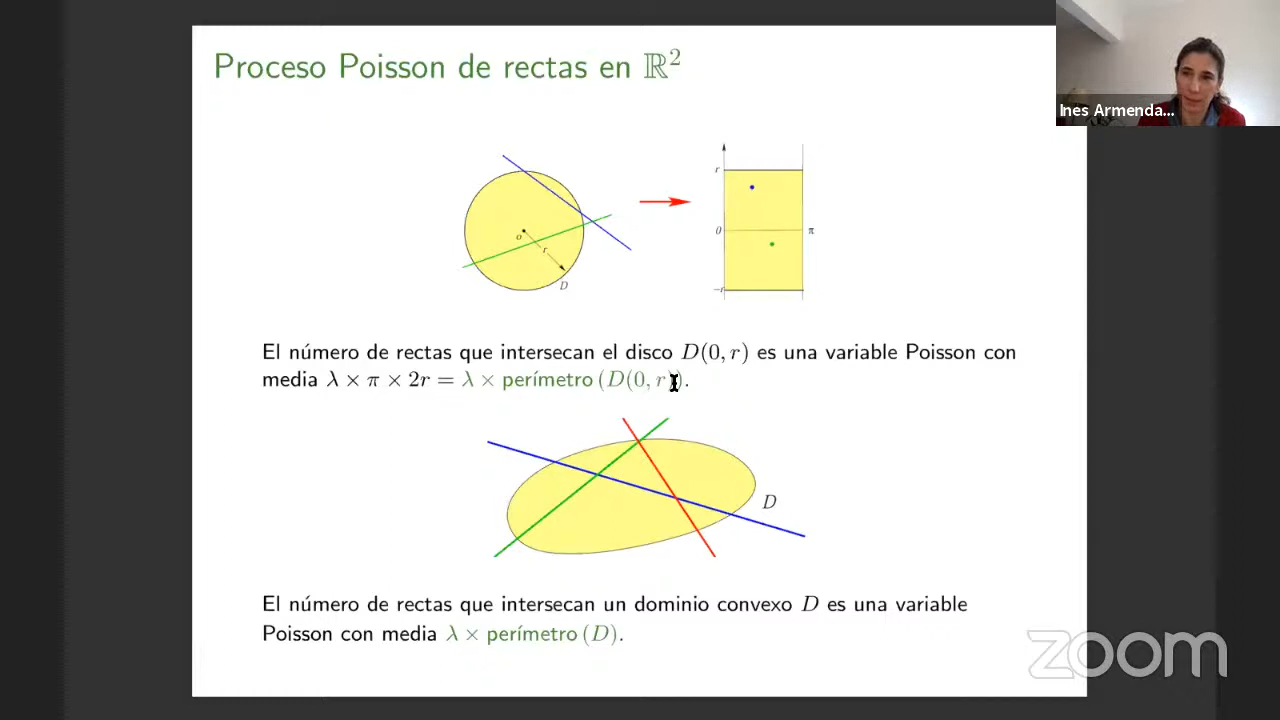 Proceso Poisson de rectas en ℝ²
Ines Armenda...
o
r
D
r
0
π
−r
El número de rectas que intersecan el disco D(0, r) es una variable Poisson con
media λ × π × 2r = λ × perímetro (D(0, r)).
D
El número de rectas que intersecan un dominio convexo D es una variable
Poisson con media λ × perímetro (D).
zoom